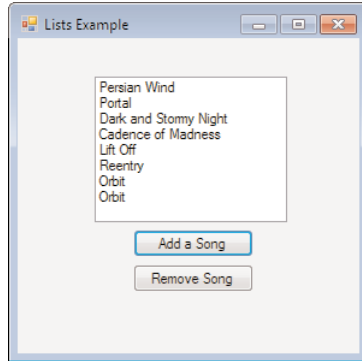 Lists Example
Persian Wind
Portal
Dark and Stormy Night
Cadence of Madness
Lift Off
Reentry
Orbit
Orbit
Add a Song
Remove Song